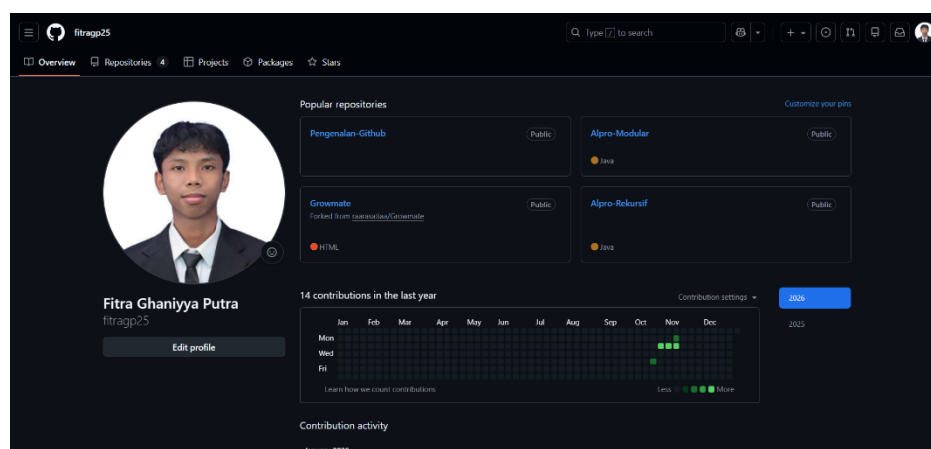 fitragp25
Type / to search
Overview
Repositories 4
Projects
Packages
Stars
Popular repositories
Customize your pins
Pengenalan-Github
Public
Alpro-Modular
Public
Java
Growmate
Public
Forked from raarasatiaa/Growmate
HTML
Alpro-Rekursif
Public
Java
Fitra Ghaniyya Putra
fitragp25
Edit profile
14 contributions in the last year
Contribution settings
2026
2025
Jan Feb Mar Apr May Jun Jul Aug Sep Oct Nov Dec
Mon
Wed
Fri
Learn how we count contributions
Less
More
Contribution activity